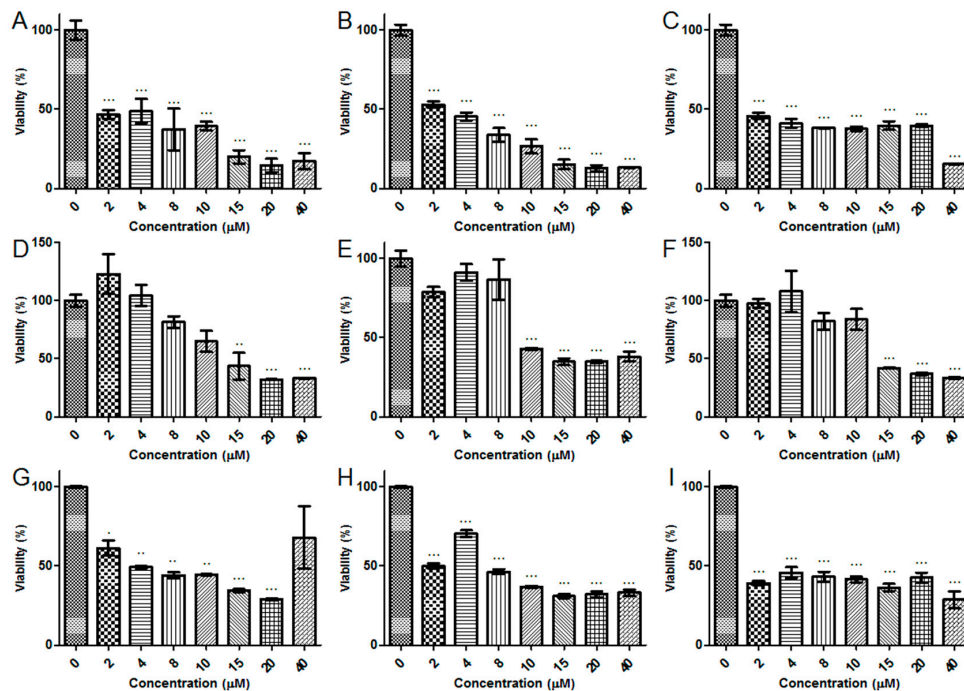 A
Viability (%)
100
50
0
*** *** *** *** *** *** ***
0 2 4 8 10 15 20 40
Concentration (µM)
B
Viability (%)
100
50
0
*** *** *** *** *** *** ***
0 2 4 8 10 15 20 40
Concentration (µM)
C
Viability (%)
100
50
0
*** *** *** *** *** *** ***
0 2 4 8 10 15 20 40
Concentration (µM)
D
Viability (%)
150
100
50
0
** *** ***
0 2 4 8 10 15 20 40
Concentration (µM)
E
Viability (%)
100
50
0
*** *** *** ***
0 2 4 8 10 15 20 40
Concentration (µM)
F
Viability (%)
150
100
50
0
*** *** ***
0 2 4 8 10 15 20 40
Concentration (µM)
G
Viability (%)
100
50
0
* ** ** ** *** ***
0 2 4 8 10 15 20 40
Concentration (µM)
H
Viability (%)
100
50
0
*** *** *** *** *** *** ***
0 2 4 8 10 15 20 40
Concentration (µM)
I
Viability (%)
100
50
0
*** *** *** *** *** *** ***
0 2 4 8 10 15 20 40
Concentration (µM)